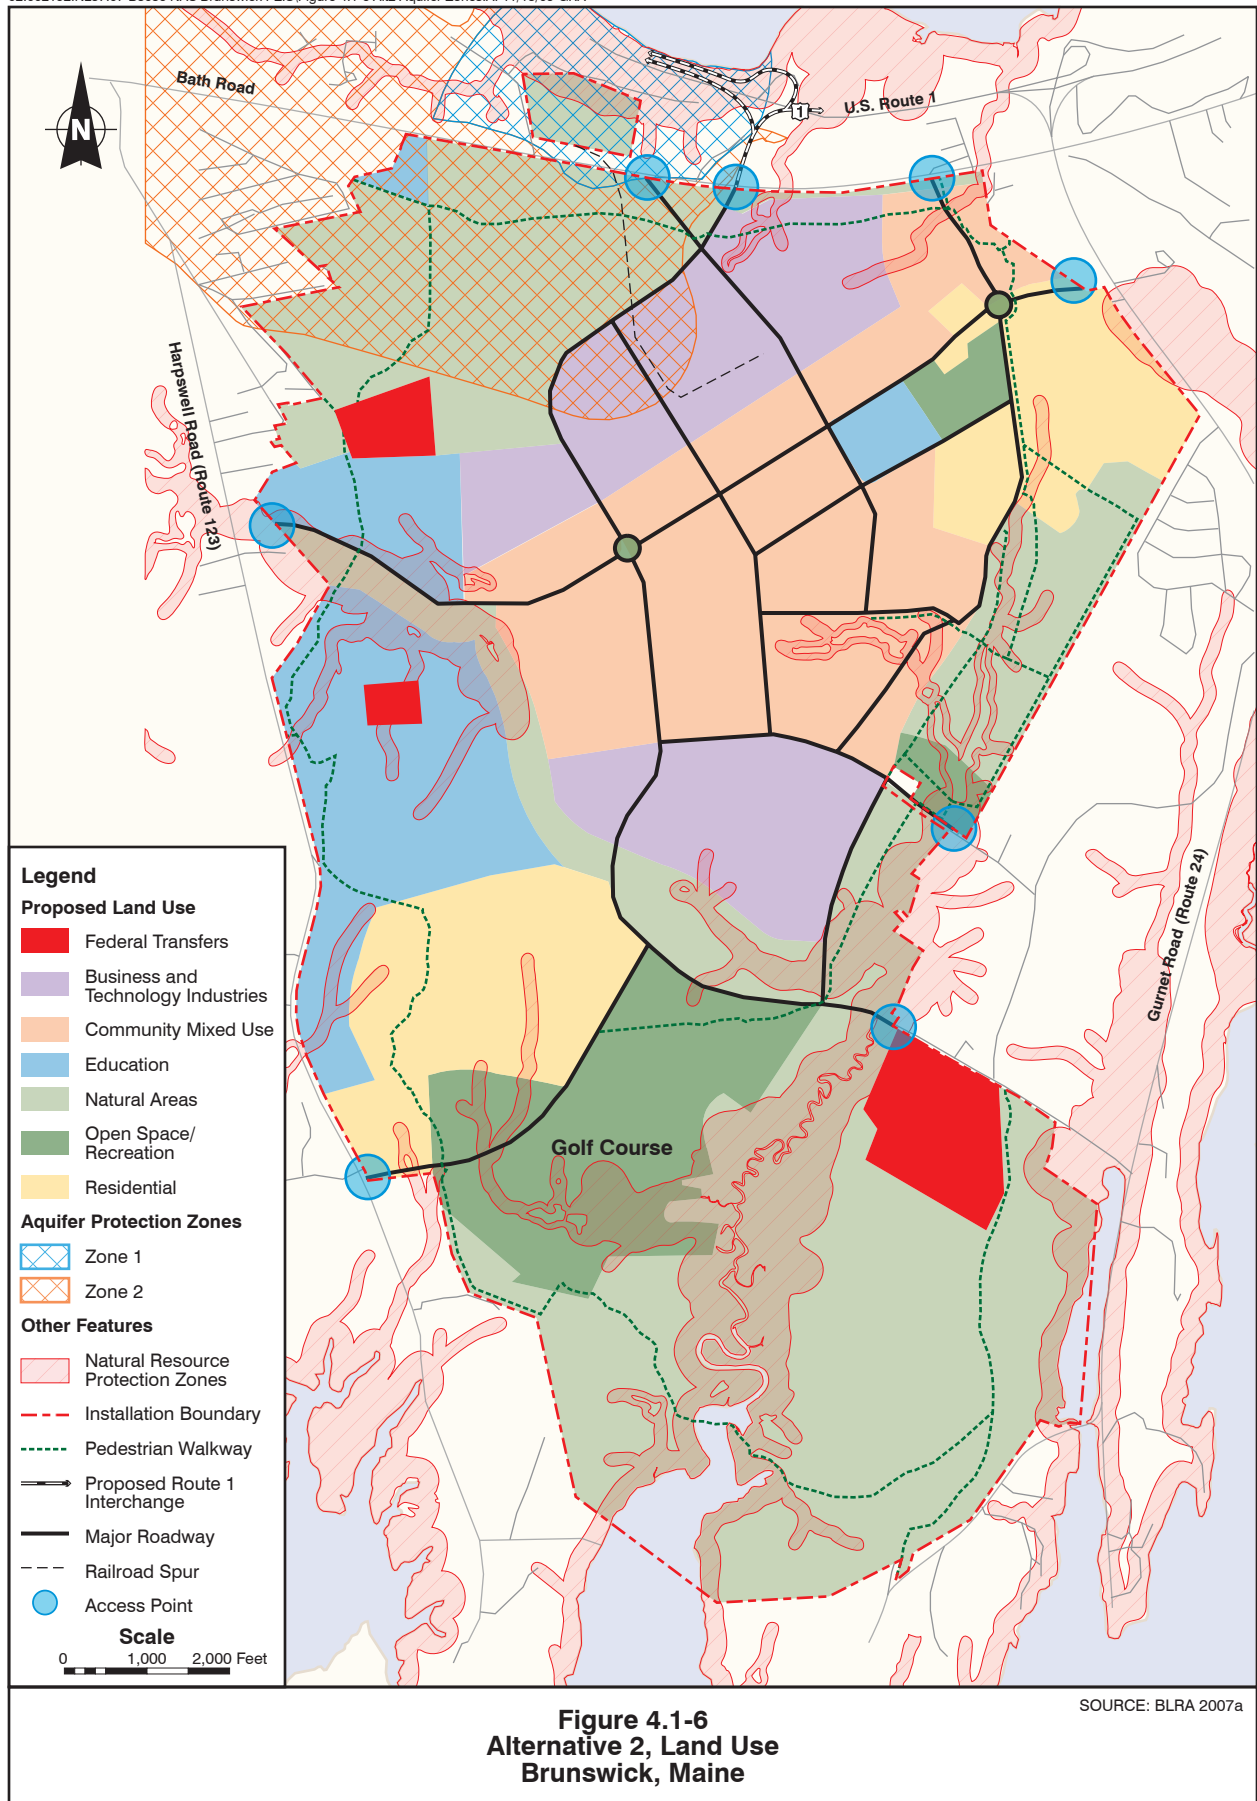 Bath Road
N
U.S. Route 1
1
Harpswell Road (Route 123)
Gurnet Road (Route 24)
Golf Course
Legend
Proposed Land Use
Federal Transfers
Business and
Technology Industries
Community Mixed Use
Education
Natural Areas
Open Space/
Recreation
Residential
Aquifer Protection Zones
Zone 1
Zone 2
Other Features
Natural Resource
Protection Zones
Installation Boundary
Pedestrian Walkway
Proposed Route 1
Interchange
Major Roadway
Railroad Spur
Access Point
Scale
0 1,000 2,000 Feet
SOURCE: BLRA 2007a
Figure 4.1-6
Alternative 2, Land Use
Brunswick, Maine